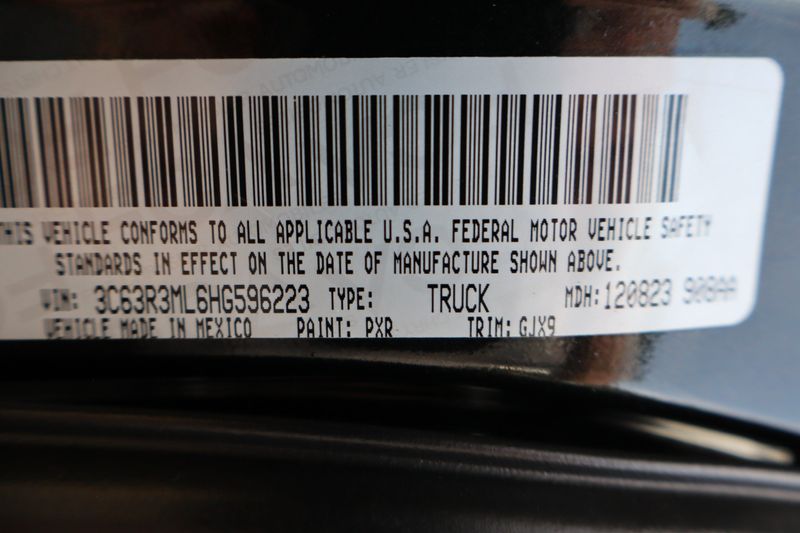 THIS VEHICLE CONFORMS TO ALL APPLICABLE U.S.A. FEDERAL MOTOR VEHICLE SAFETY
STANDARDS IN EFFECT ON THE DATE OF MANUFACTURE SHOWN ABOVE.
VIN: 3C63R3ML6HG596223 TYPE: TRUCK MDH: 120823 908AA
VEHICLE MADE IN MEXICO PAINT: PXR TRIM: GJX9